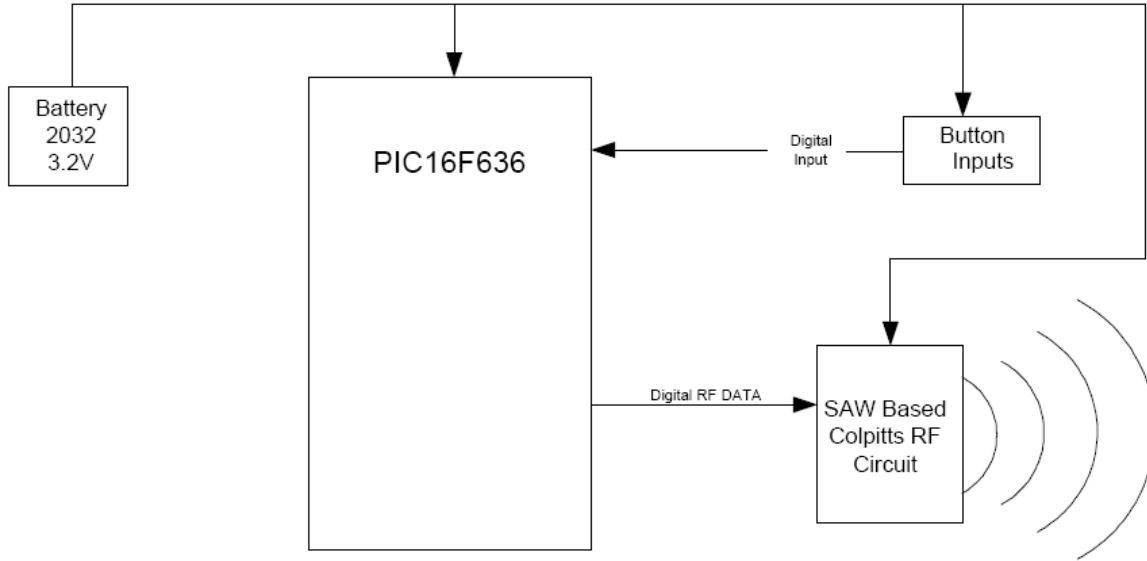 Battery
2032
3.2V
PIC16F636
Digital
Input
Button
Inputs
Digital RF DATA
SAW Based
Colpitts RF
Circuit